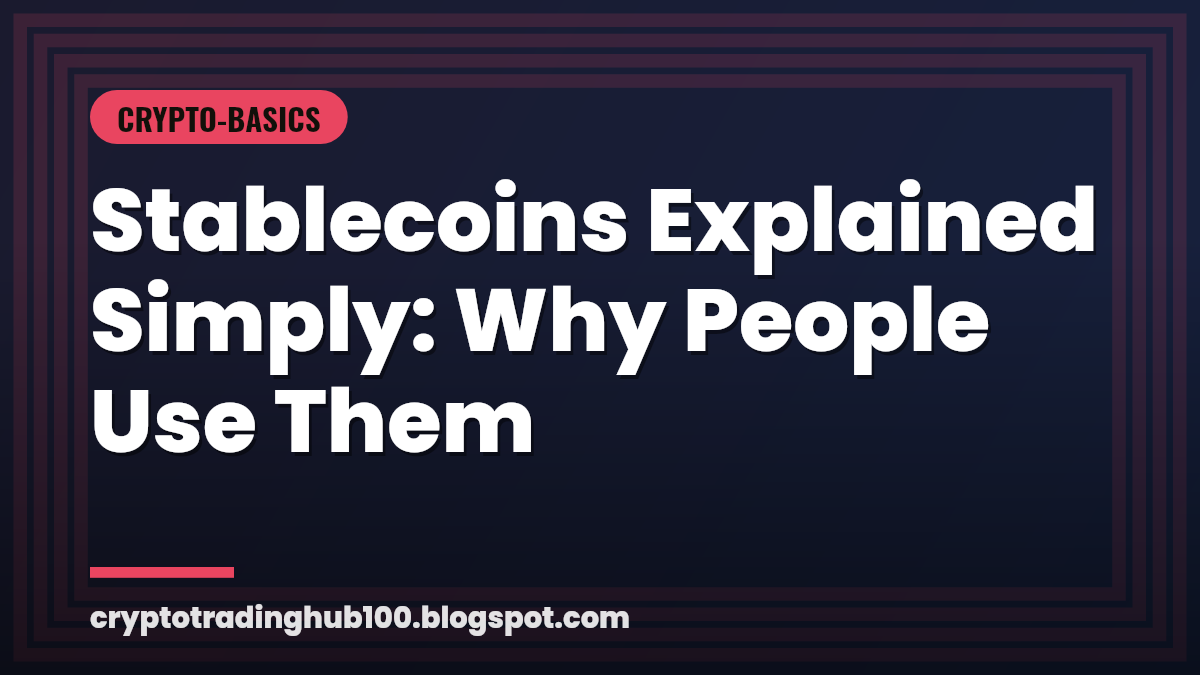 CRYPTO-BASICS
Stablecoins Explained
Simply: Why People
Use Them
cryptotradinghub100.blogspot.com